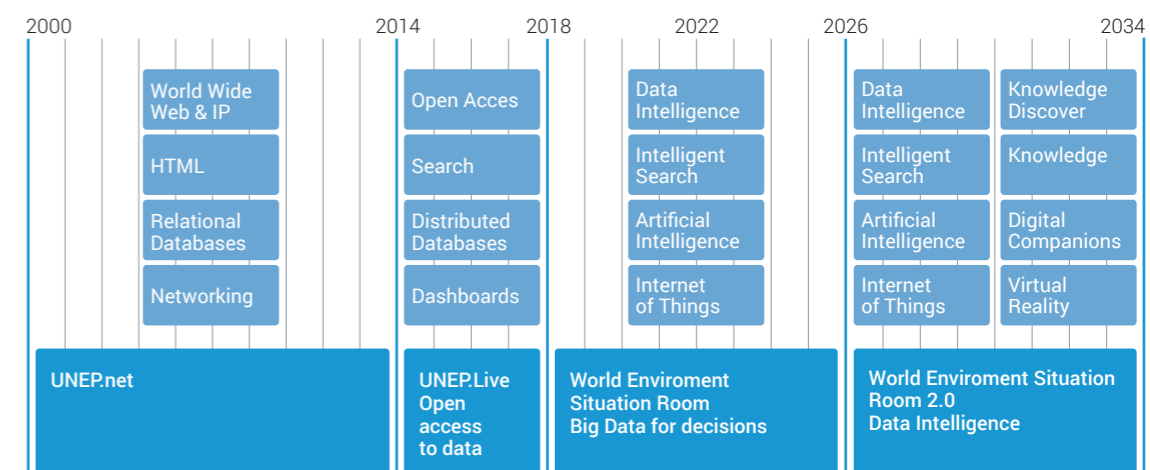 2000 2014 2018 2022 2026 2034
World Wide
Web & IP
HTML
Relational
Databases
Networking
Open Acces
Search
Distributed
Databases
Dashboards
Data
Intelligence
Intelligent
Search
Artificial
Intelligence
Internet
of Things
Data
Intelligence
Intelligent
Search
Artificial
Intelligence
Internet
of Things
Knowledge
Discover
Knowledge
Digital
Companions
Virtual
Reality
UNEP.net
UNEP.Live
Open
access
to data
World Enviroment
Situation Room
Big Data for decisions
World Enviroment Situation
Room 2.0
Data Intelligence